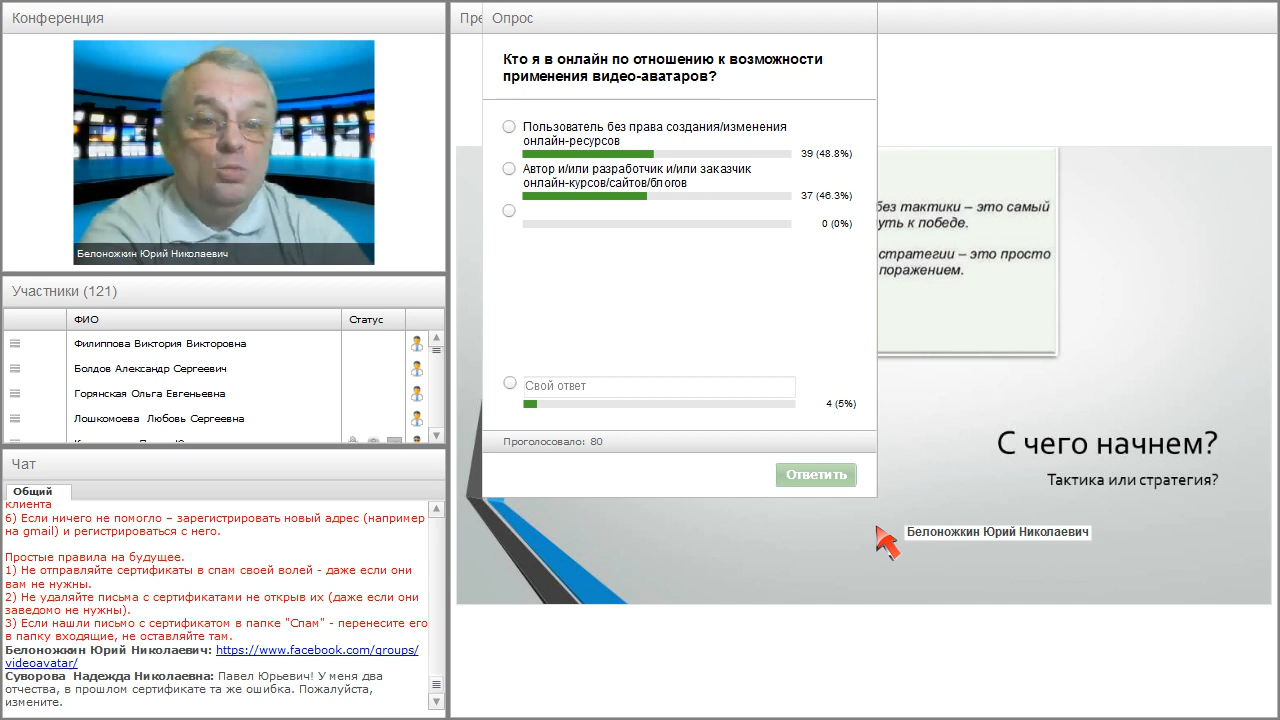 Конференция
Белоножкин Юрий Николаевич
Участники (121)
ФИО
Статус
Филиппова Виктория Викторовна
Болдов Александр Сергеевич
Горянская Ольга Евгеньевна
Лошкомоева Любовь Сергеевна
Чат
Общий
клиента
6) Если ничего не помогло – зарегистрировать новый адрес (например
на gmail) и регистрироваться с него.
Простые правила на будущее.
1) Не отправляйте сертификаты в спам своей волей - даже если они
вам не нужны.
2) Не удаляйте письма с сертификатами не открыв их (даже если они
заведомо не нужны).
3) Если нашли письмо с сертификатом в папке "Спам" - перенесите его
в папку входящие, не оставляйте там.
Белоножкин Юрий Николаевич: https://www.facebook.com/groups/
videoavatar/
Суворова Надежда Николаевна: Павел Юрьевич! У меня два
отчества, в прошлом сертификате та же ошибка. Пожалуйта,
измените.
Пре
Опрос
Кто я в онлайн по отношению к возможности
применения видео-аватаров?
Пользователь без права создания/изменения
онлайн-ресурсов
39 (48.8%)
Автор и/или разработчик и/или заказчик
онлайн-курсов/сайтов/блогов
37 (46.3%)
0 (0%)
Свой ответ
4 (5%)
Проголосовало: 80
Ответить
без тактики – это самый
уть к победе.
стратегии – это просто
поражением.
С чего начнем?
Тактика или стратегия?
Белоножкин Юрий Николаевич